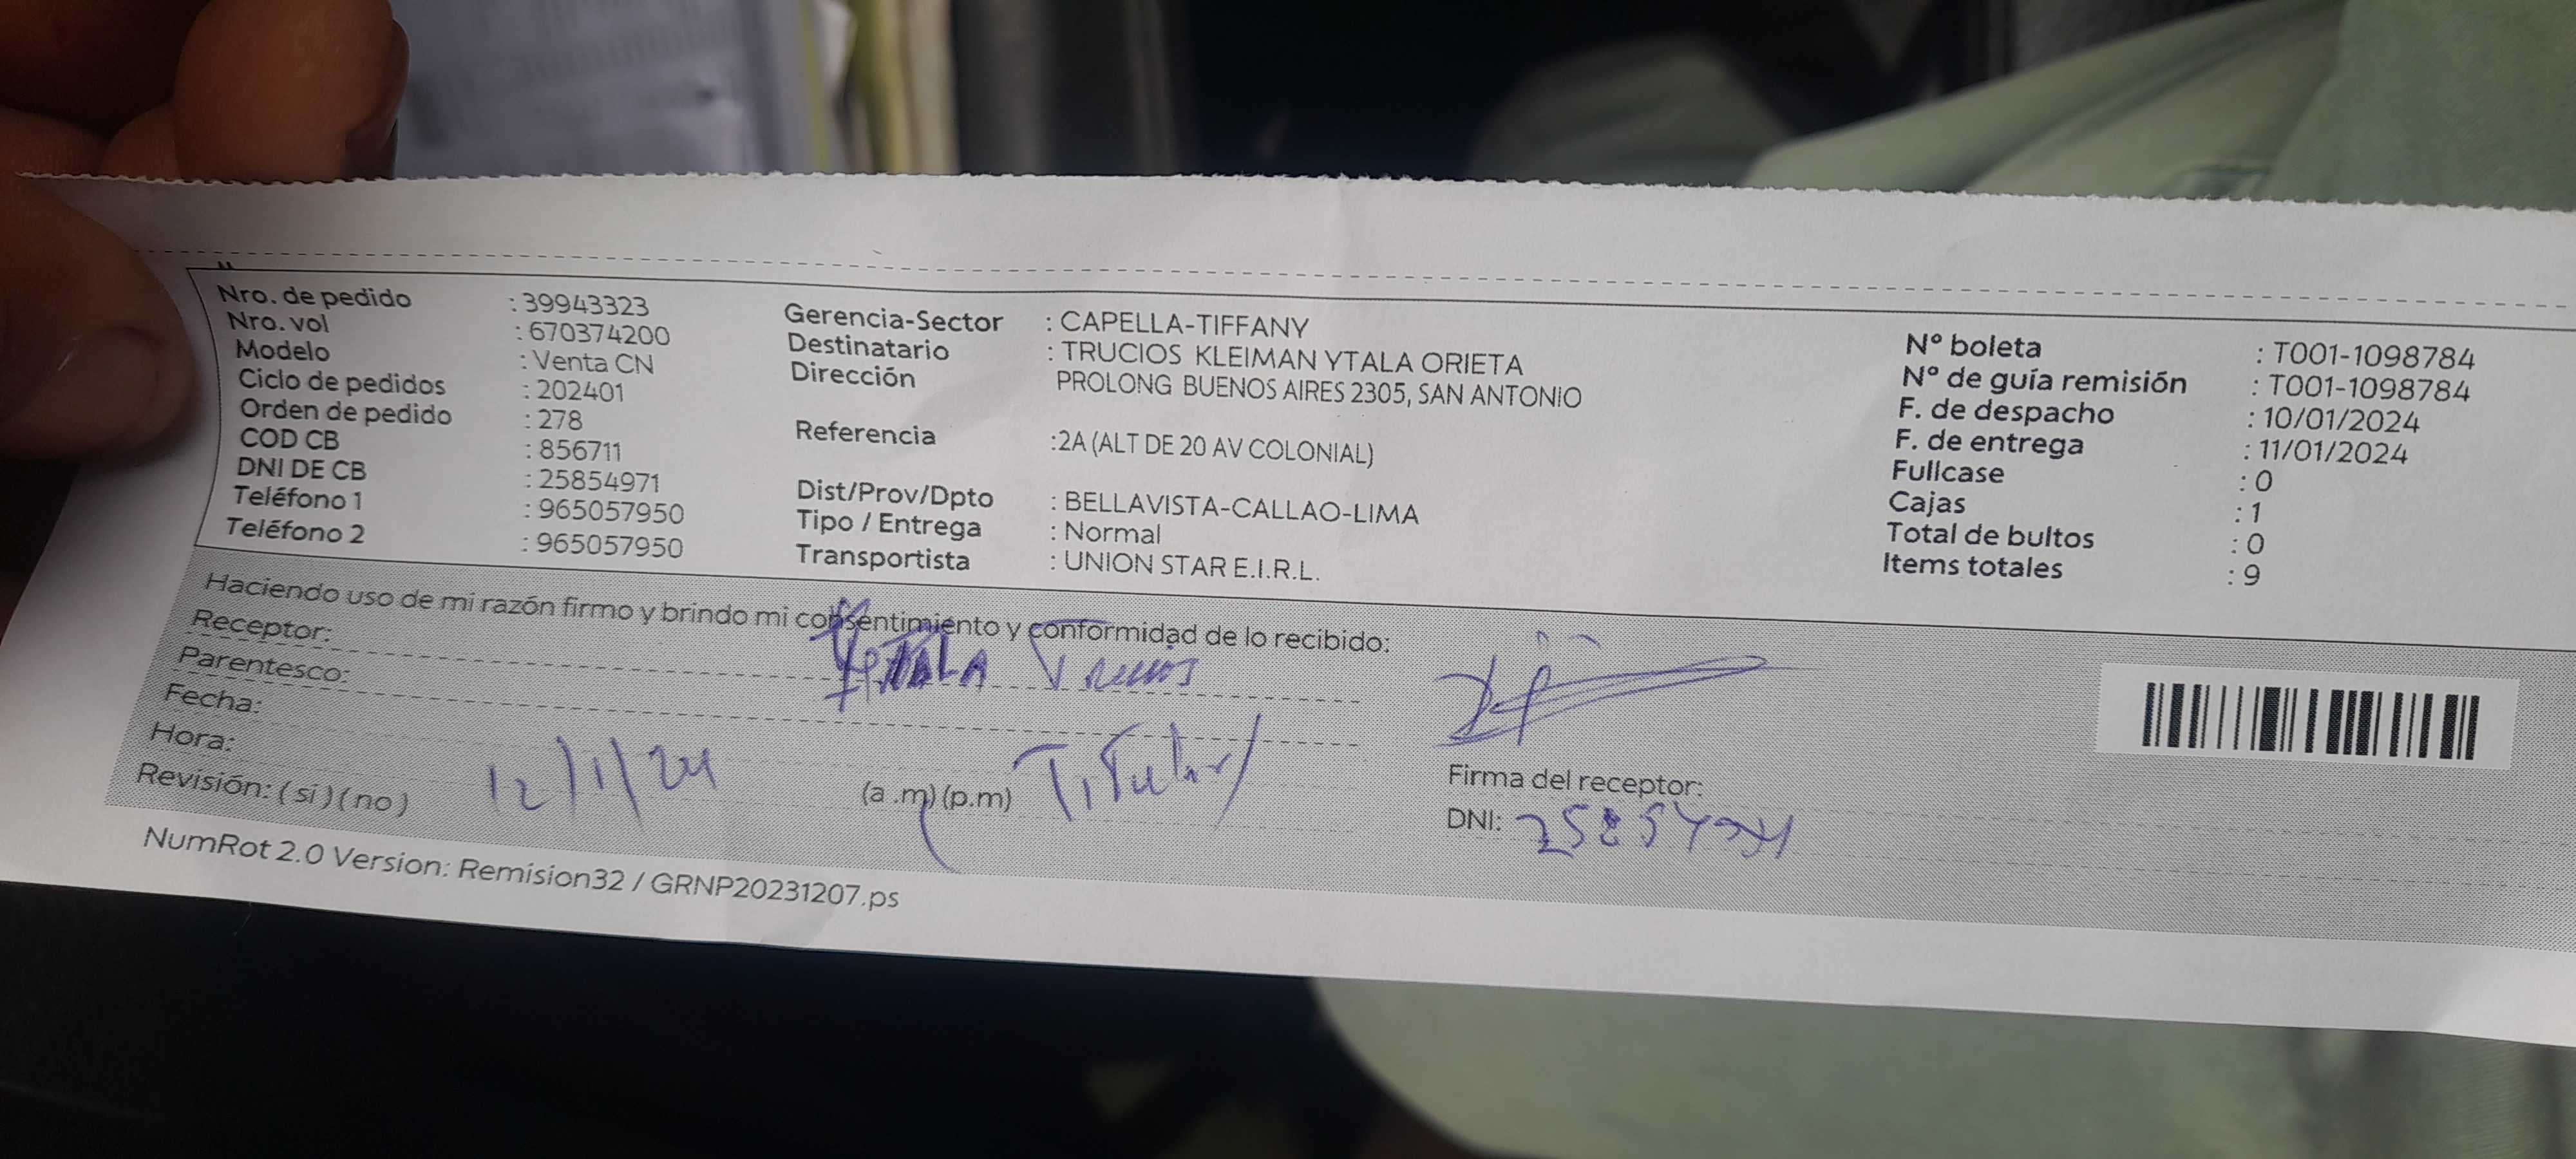 Nro. de pedido : 39943323
Nro. vol : 670374200
Modelo : Venta CN
Ciclo de pedidos : 202401
Orden de pedido : 278
COD CB : 856711
DNI DE CB : 25854971
Teléfono 1 : 965057950
Teléfono 2 : 965057950
Gerencia-Sector : CAPELLA-TIFFANY
Destinatario : TRUCIOS KLEIMAN YTALA ORIETA
Dirección PROLONG BUENOS AIRES 2305, SAN ANTONIO
Referencia :2A (ALT DE 20 AV COLONIAL)
Dist/Prov/Dpto : BELLAVISTA-CALLAO-LIMA
Tipo / Entrega : Normal
Transportista : UNION STAR E.I.R.L.
N° boleta : T001-1098784
N° de guía remisión : T001-1098784
F. de despacho : 10/01/2024
F. de entrega : 11/01/2024
Fullcase : 0
Cajas : 1
Total de bultos : 0
Items totales : 9
Haciendo uso de mi razón firmo y brindo mi consentimiento y conformidad de lo recibido:
Receptor: YTALA Trucios
Parentesco:
Fecha:
Hora: 12/1/24 (a .m) (p.m) Titular
Revisión: ( si ) ( no )
Firma del receptor:
DNI: 25854971
NumRot 2.0 Version: Remision32 / GRNP20231207.ps